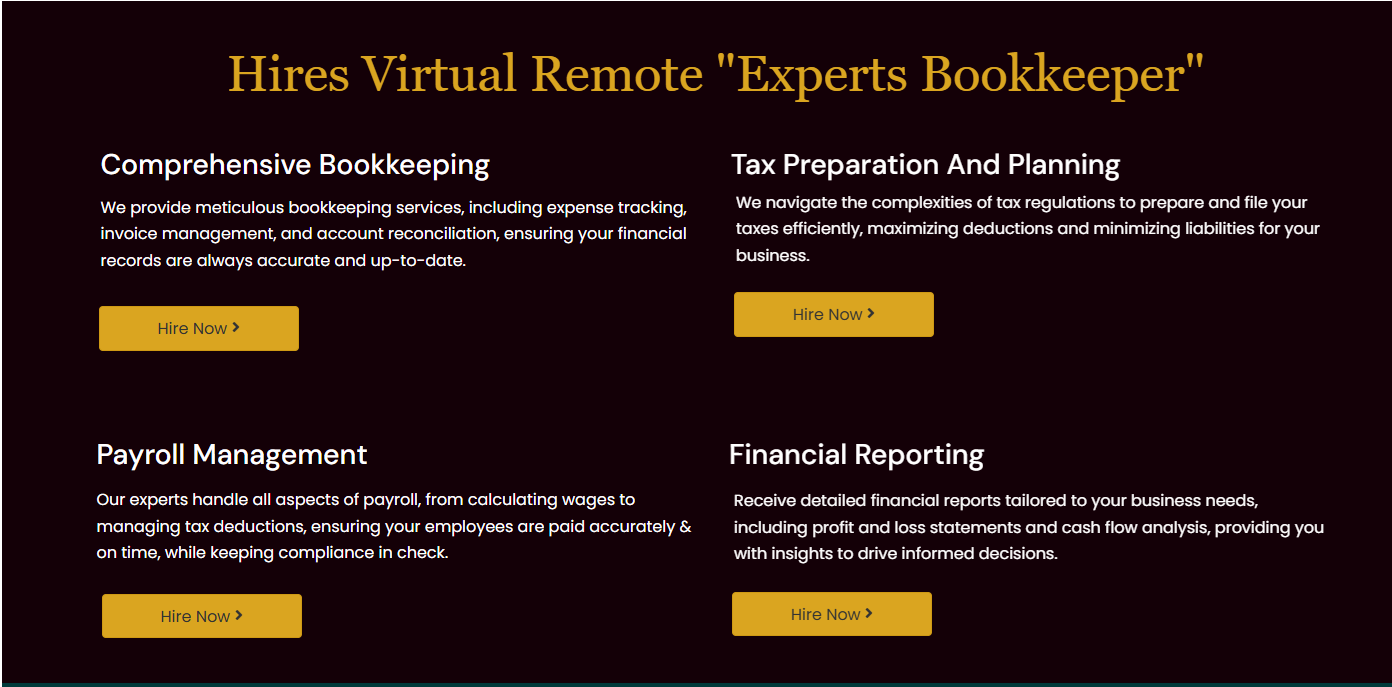 Hires Virtual Remote "Experts Bookkeeper"
Comprehensive Bookkeeping
We provide meticulous bookkeeping services, including expense tracking,
invoice management, and account reconciliation, ensuring your financial
records are always accurate and up-to-date.
Hire Now
Tax Preparation And Planning
We navigate the complexities of tax regulations to prepare and file your
taxes efficiently, maximizing deductions and minimizing liabilities for your
business.
Hire Now
Payroll Management
Our experts handle all aspects of payroll, from calculating wages to
managing tax deductions, ensuring your employees are paid accurately &
on time, while keeping compliance in check.
Hire Now
Financial Reporting
Receive detailed financial reports tailored to your business needs,
including profit and loss statements and cash flow analysis, providing you
with insights to drive informed decisions.
Hire Now